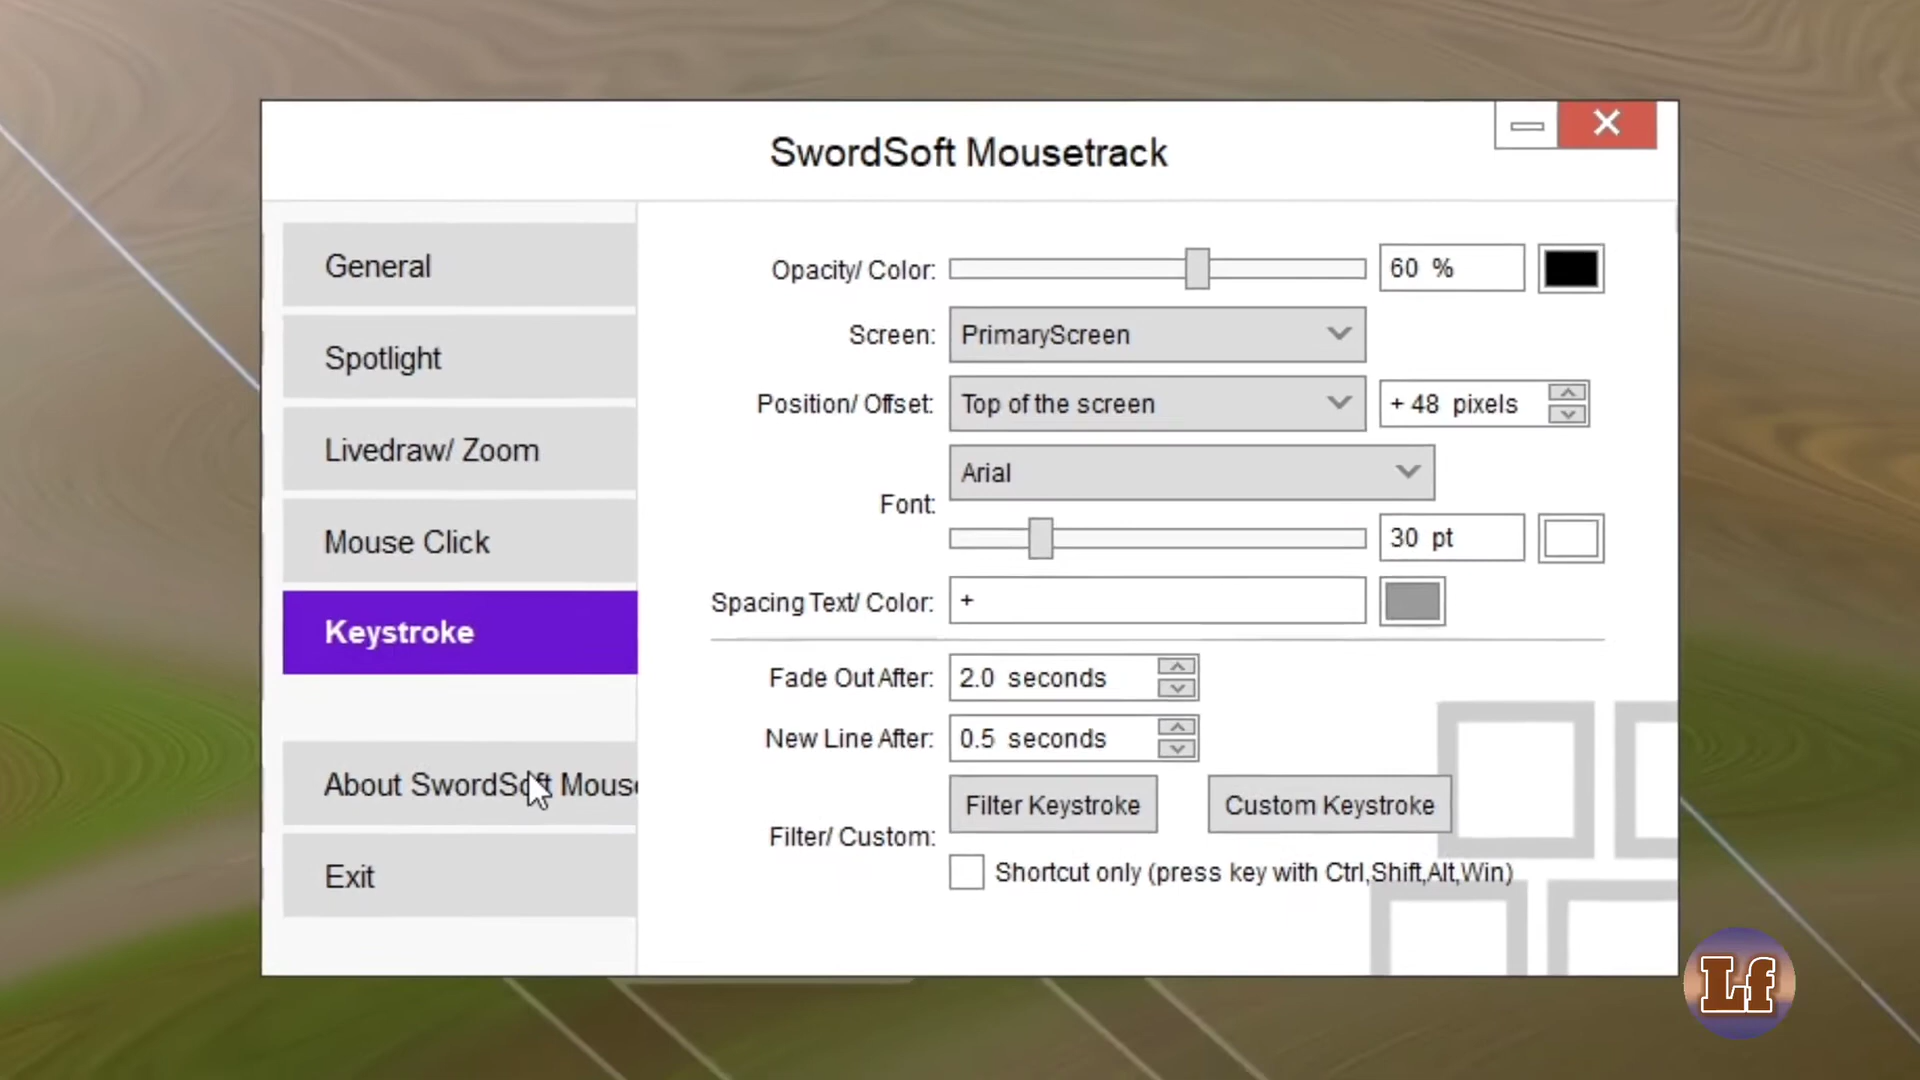 SwordSoft Mousetrack
General
Spotlight
Livedraw/ Zoom
Mouse Click
Keystroke
About SwordSoft Mouse
Exit
Opacity/ Color: 60 %
Screen: PrimaryScreen
Position/ Offset: Top of the screen + 48 pixels
Arial
Font:
30 pt
Spacing Text/ Color: +
Fade Out After: 2.0 seconds
New Line After: 0.5 seconds
Filter Keystroke Custom Keystroke
Filter/ Custom:
Shortcut only (press key with Ctrl,Shift,Alt,Win)
Lf